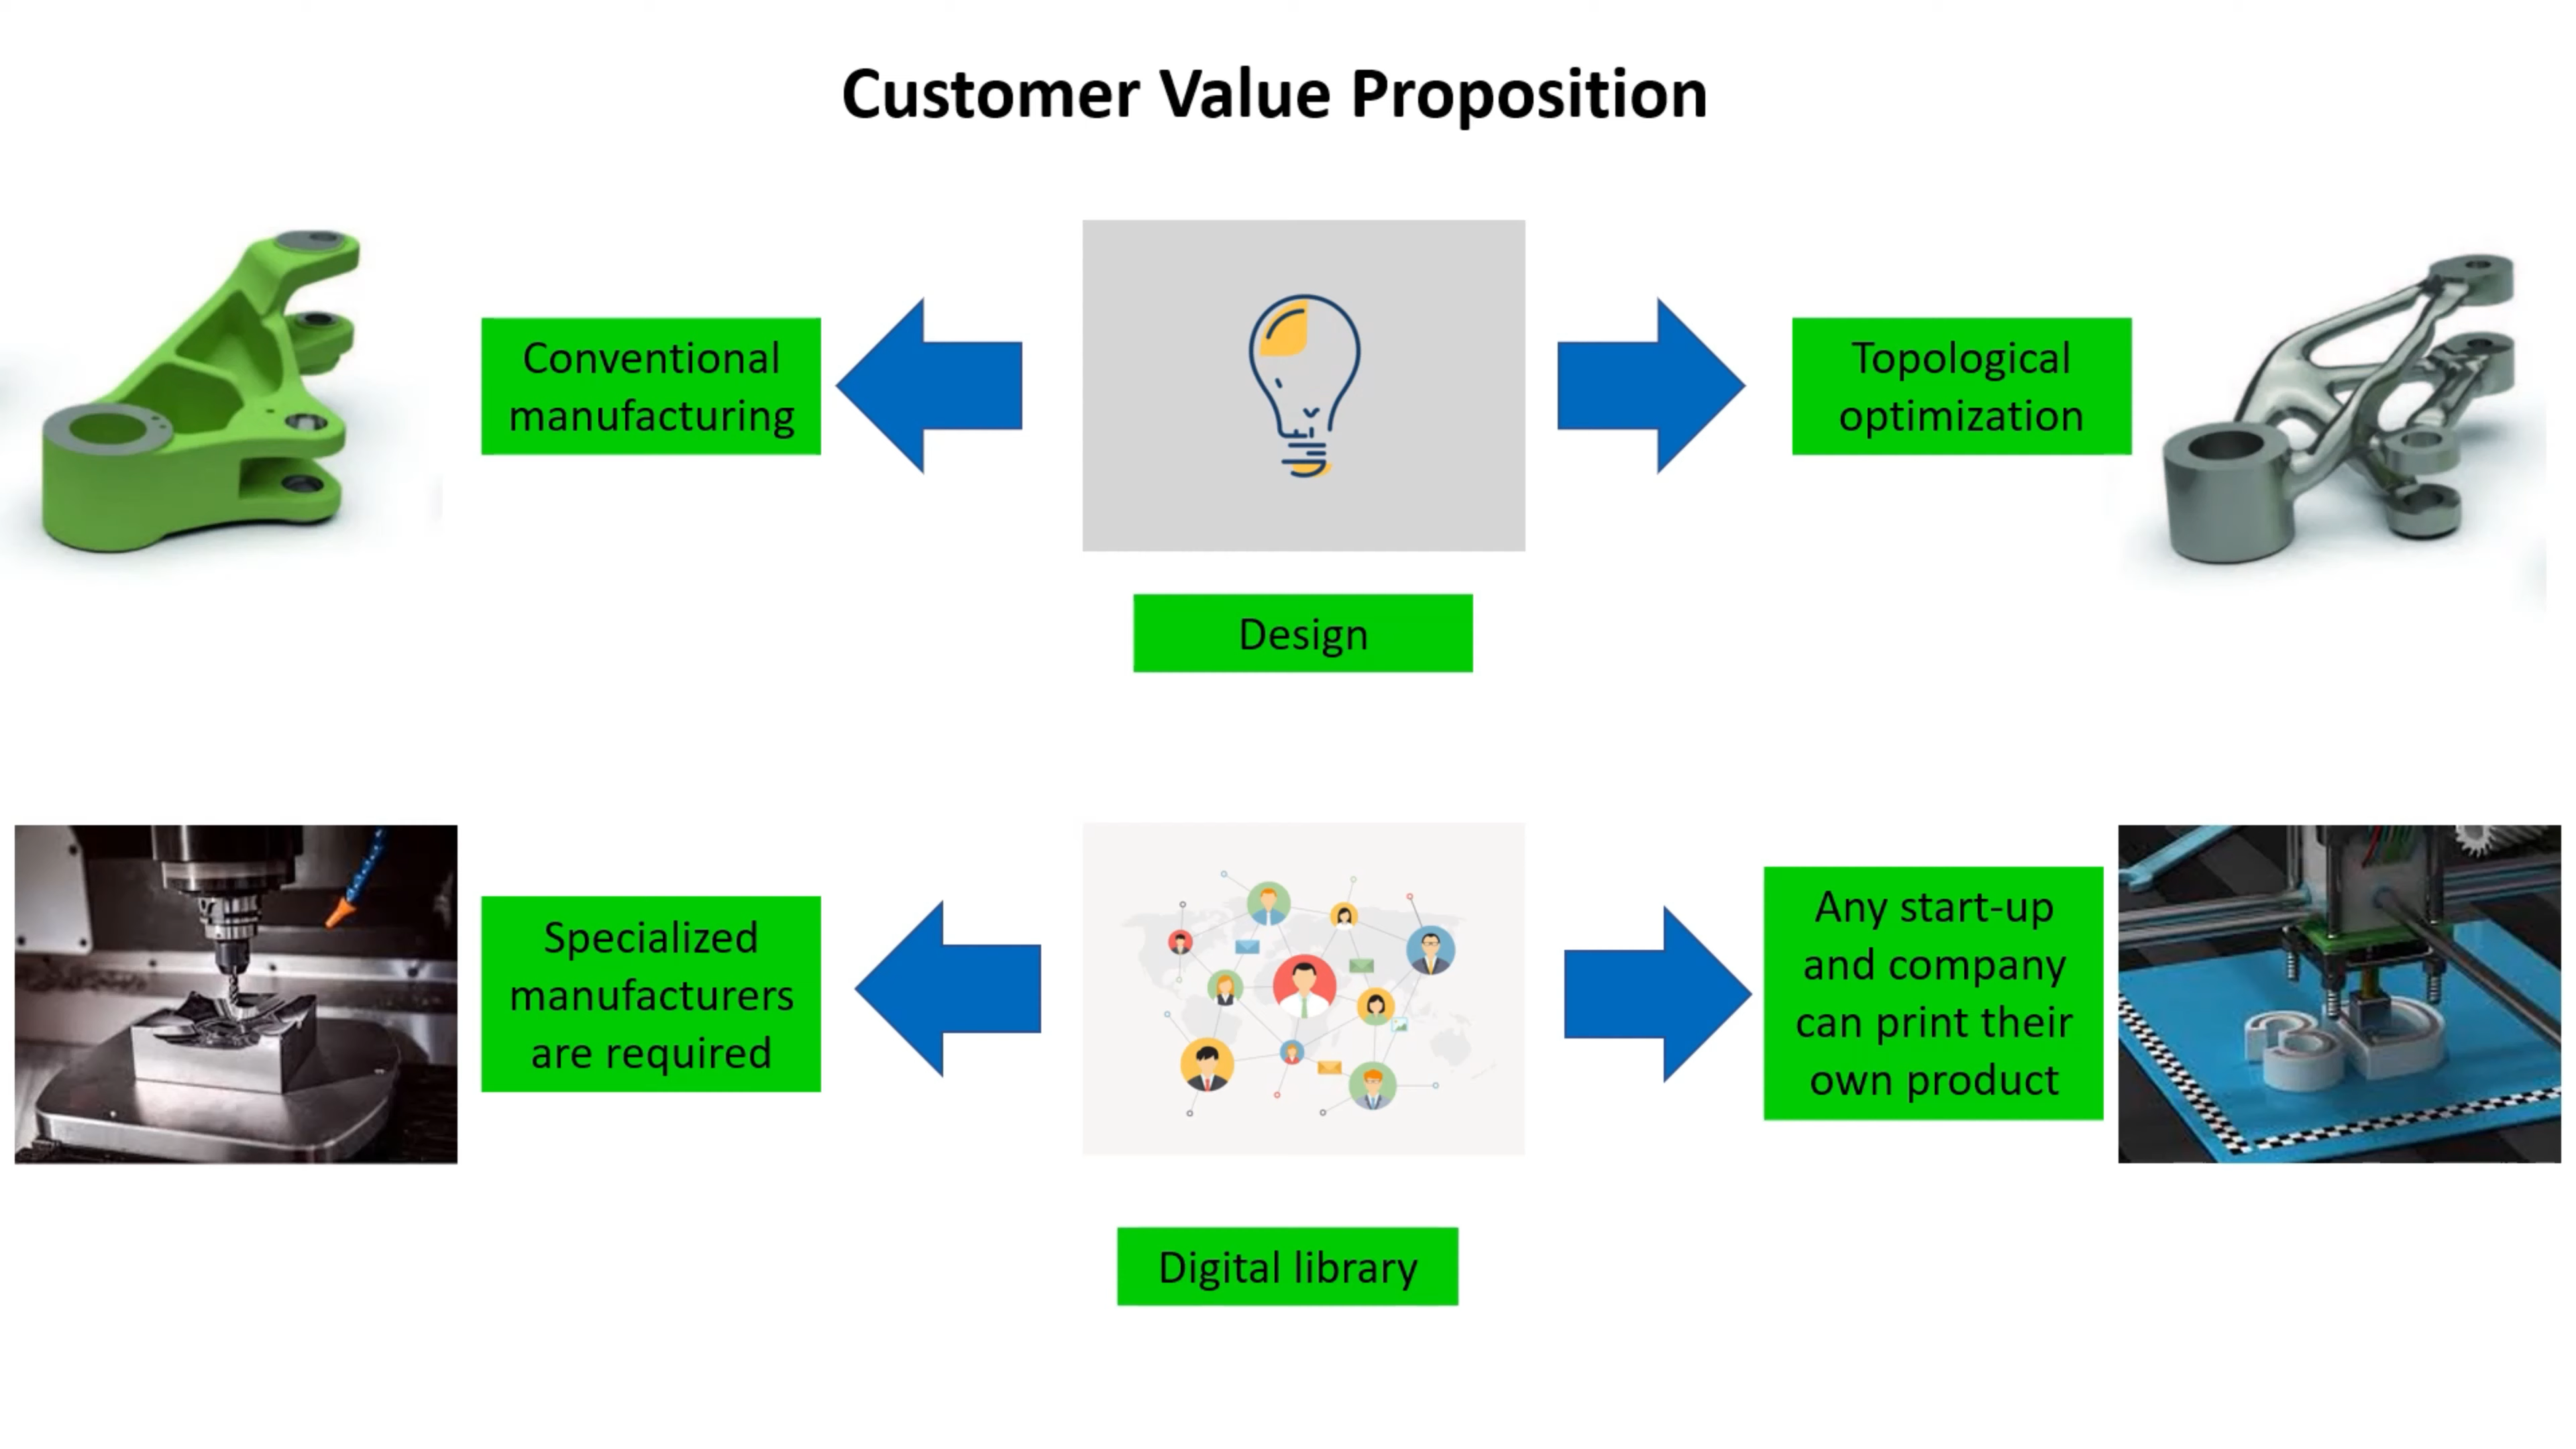 Customer Value Proposition
Conventional
manufacturing
Topological
optimization
Design
Specialized
manufacturers
are required
Any start-up
and company
can print their
own product
Digital library